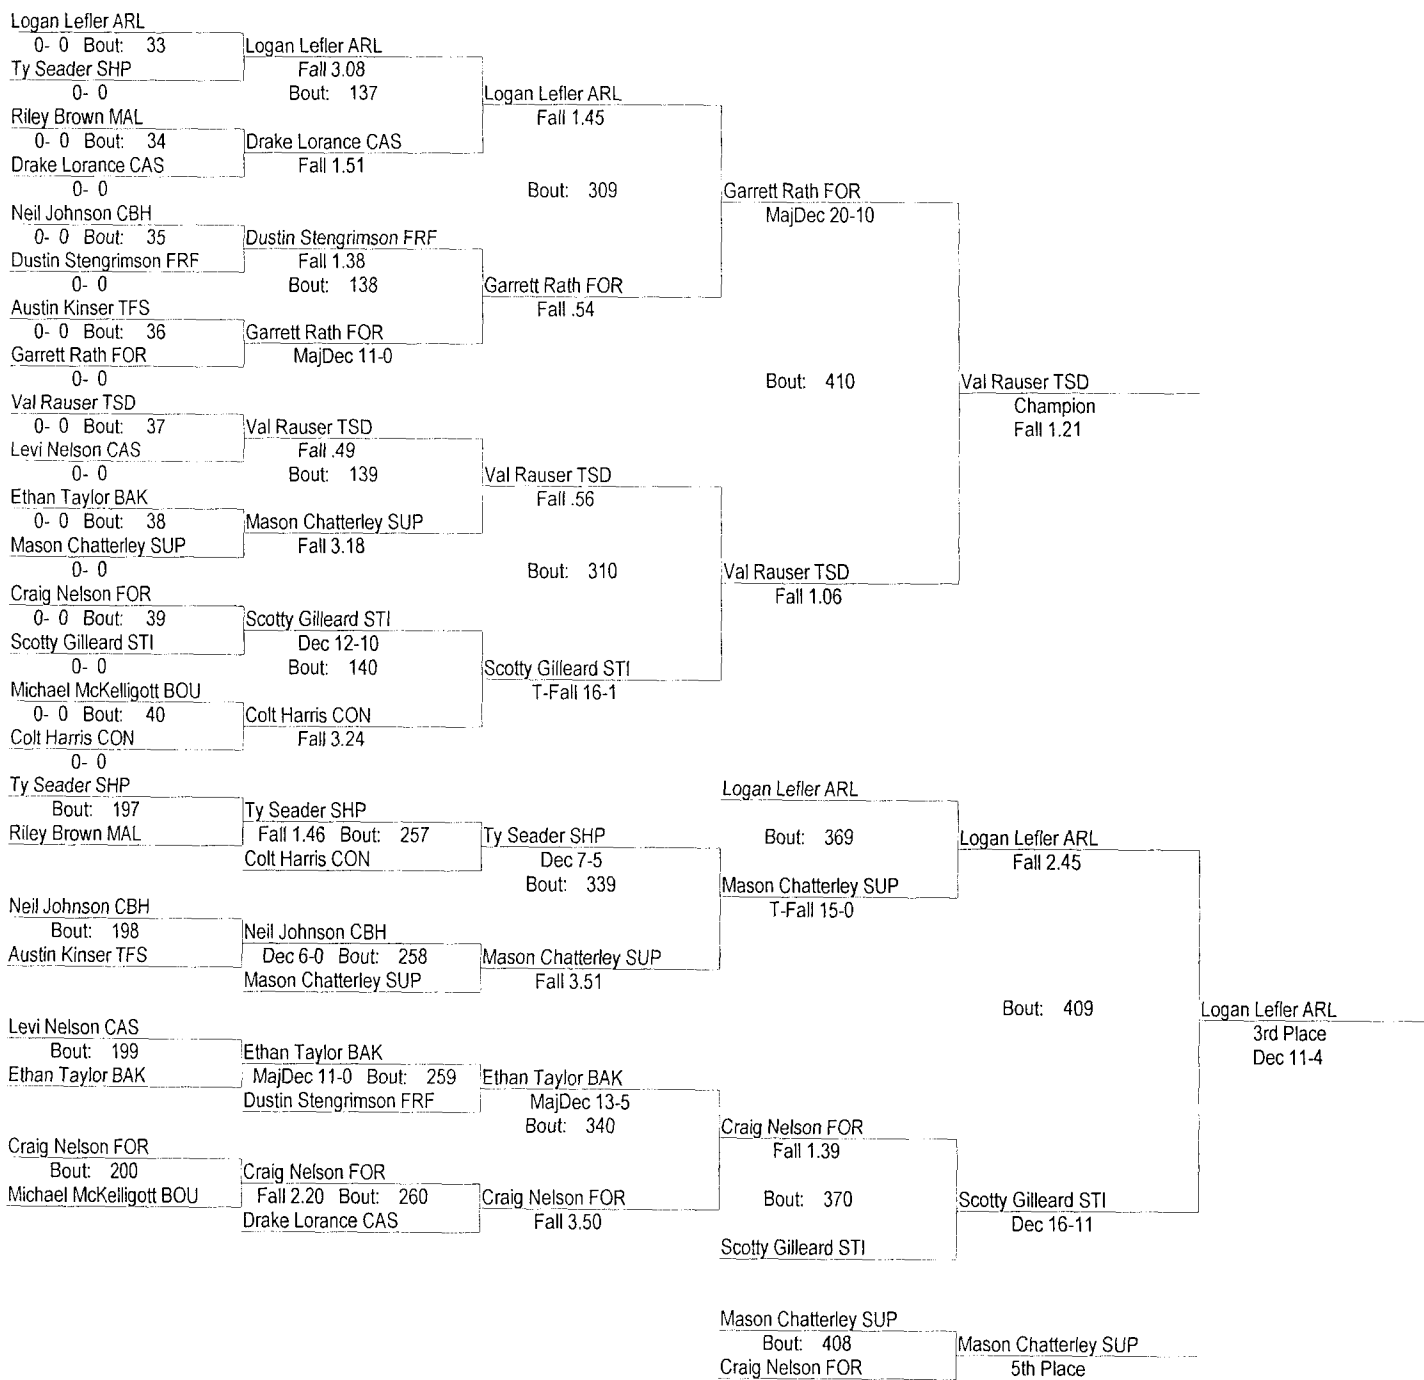 Logan Lefler ARL
0- 0 Bout: 33
Logan Lefler ARL
Ty Seader SHP
Fall 3.08
0- 0
Bout: 137
Logan Lefler ARL
Riley Brown MAL
Fall 1.45
0- 0 Bout: 34
Drake Lorance CAS
Drake Lorance CAS
Fall 1.51
0- 0
Bout: 309
Garrett Rath FOR
Neil Johnson CBH
MajDec 20-10
0- 0 Bout: 35
Dustin Stengrimson FRF
Dustin Stengrimson FRF
Fall 1.38
0- 0
Bout: 138
Garrett Rath FOR
Austin Kinser TFS
Fall .54
0- 0 Bout: 36
Garrett Rath FOR
Garrett Rath FOR
MajDec 11-0
0- 0
Bout: 410
Val Rauser TSD
Val Rauser TSD
Champion
0- 0 Bout: 37
Val Rauser TSD
Fall 1.21
Levi Nelson CAS
Fall .49
0- 0
Bout: 139
Val Rauser TSD
Ethan Taylor BAK
Fall .56
0- 0 Bout: 38
Mason Chatterley SUP
Mason Chatterley SUP
Fall 3.18
0- 0
Bout: 310
Val Rauser TSD
Craig Nelson FOR
Fall 1.06
0- 0 Bout: 39
Scotty Gilleard STI
Scotty Gilleard STI
Dec 12-10
0- 0
Bout: 140
Scotty Gilleard STI
Michael McKelligott BOU
T-Fall 16-1
0- 0 Bout: 40
Colt Harris CON
Colt Harris CON
Fall 3.24
0- 0
Ty Seader SHP
Logan Lefler ARL
Bout: 197
Ty Seader SHP
Riley Brown MAL
Fall 1.46 Bout: 257
Ty Seader SHP
Bout: 369
Logan Lefler ARL
Colt Harris CON
Dec 7-5
Fall 2.45
Bout: 339
Mason Chatterley SUP
T-Fall 15-0
Neil Johnson CBH
Bout: 198
Neil Johnson CBH
Austin Kinser TFS
Dec 6-0 Bout: 258
Mason Chatterley SUP
Mason Chatterley SUP
Fall 3.51
Bout: 409
Logan Lefler ARL
3rd Place
Dec 11-4
Levi Nelson CAS
Bout: 199
Ethan Taylor BAK
Ethan Taylor BAK
MajDec 11-0 Bout: 259
Ethan Taylor BAK
Dustin Stengrimson FRF
MajDec 13-5
Bout: 340
Craig Nelson FOR
Fall 1.39
Craig Nelson FOR
Bout: 200
Craig Nelson FOR
Michael McKelligott BOU
Fall 2.20 Bout: 260
Craig Nelson FOR
Bout: 370
Scotty Gilleard STI
Drake Lorance CAS
Fall 3.50
Dec 16-11
Scotty Gilleard STI
Mason Chatterley SUP
Bout: 408
Mason Chatterley SUP
Craig Nelson FOR
5th Place